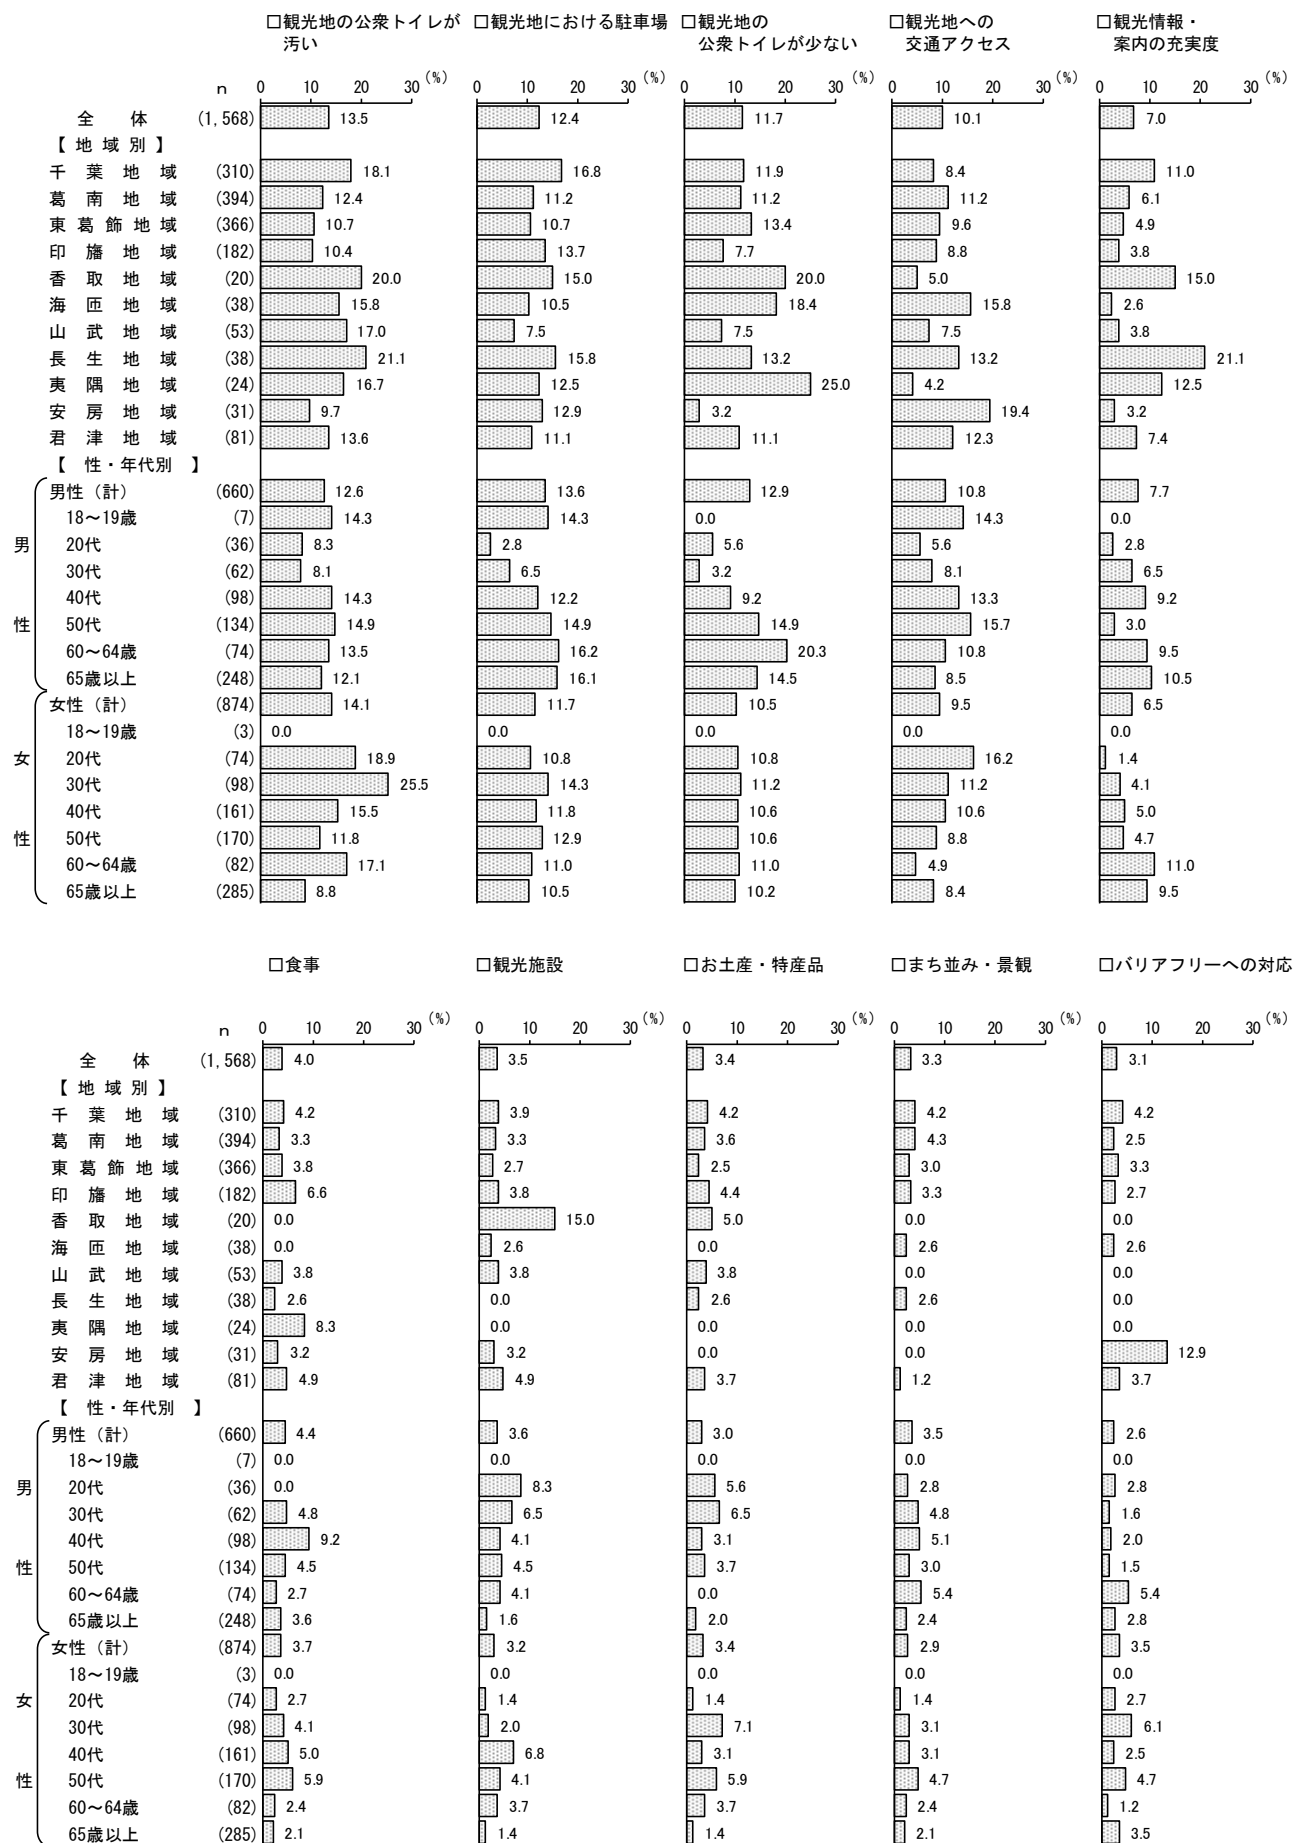 □観光地の公衆トイレが □観光地における駐車場 □観光地の □観光地への □観光情報・
汚い 公衆トイレが少ない 交通アクセス 案内の充実度
n 0 10 20 30 (%) 0 10 20 30 (%) 0 10 20 30 (%) 0 10 20 30 (%) 0 10 20 30 (%)
全体 (1,568) 13.5 12.4 11.7 10.1 7.0
【地域別】
千葉地域 (310) 18.1 16.8 11.9 8.4 11.0
葛南地域 (394) 12.4 11.2 11.2 11.2 6.1
東葛飾地域 (366) 10.7 10.7 13.4 9.6 4.9
印旛地域 (182) 10.4 13.7 7.7 8.8 3.8
香取地域 (20) 20.0 15.0 20.0 5.0 15.0
海匝地域 (38) 15.8 10.5 18.4 15.8 2.6
山武地域 (53) 17.0 7.5 7.5 7.5 3.8
長生地域 (38) 21.1 15.8 13.2 13.2 21.1
夷隅地域 (24) 16.7 12.5 25.0 4.2 12.5
安房地域 (31) 9.7 12.9 3.2 19.4 3.2
君津地域 (81) 13.6 11.1 11.1 12.3 7.4
【 性・年代別 】
男性(計) (660) 12.6 13.6 12.9 10.8 7.7
18~19歳 (7) 14.3 14.3 0.0 14.3 0.0
男 20代 (36) 8.3 2.8 5.6 5.6 2.8
30代 (62) 8.1 6.5 3.2 8.1 6.5
40代 (98) 14.3 12.2 9.2 13.3 9.2
性 50代 (134) 14.9 14.9 14.9 15.7 3.0
60~64歳 (74) 13.5 16.2 20.3 10.8 9.5
65歳以上 (248) 12.1 16.1 14.5 8.5 10.5
女性(計) (874) 14.1 11.7 10.5 9.5 6.5
18~19歳 (3) 0.0 0.0 0.0 0.0 0.0
女 20代 (74) 18.9 10.8 10.8 16.2 1.4
30代 (98) 25.5 14.3 11.2 11.2 4.1
40代 (161) 15.5 11.8 10.6 10.6 5.0
性 50代 (170) 11.8 12.9 10.6 8.8 4.7
60~64歳 (82) 17.1 11.0 11.0 4.9 11.0
65歳以上 (285) 8.8 10.5 10.2 8.4 9.5
□食事 □観光施設 □お土産・特産品 □まち並み・景観 □バリアフリーへの対応
n 0 10 20 30 (%) 0 10 20 30 (%) 0 10 20 30 (%) 0 10 20 30 (%) 0 10 20 30 (%)
全体 (1,568) 4.0 3.5 3.4 3.3 3.1
【地域別】
千葉地域 (310) 4.2 3.9 4.2 4.2 4.2
葛南地域 (394) 3.3 3.3 3.6 4.3 2.5
東葛飾地域 (366) 3.8 2.7 2.5 3.0 3.3
印旛地域 (182) 6.6 3.8 4.4 3.3 2.7
香取地域 (20) 0.0 15.0 5.0 0.0 0.0
海匝地域 (38) 0.0 2.6 0.0 2.6 2.6
山武地域 (53) 3.8 3.8 3.8 0.0 0.0
長生地域 (38) 2.6 0.0 2.6 2.6 0.0
夷隅地域 (24) 8.3 0.0 0.0 0.0 0.0
安房地域 (31) 3.2 3.2 0.0 0.0 12.9
君津地域 (81) 4.9 4.9 3.7 1.2 3.7
【 性・年代別 】
男性(計) (660) 4.4 3.6 3.0 3.5 2.6
18~19歳 (7) 0.0 0.0 0.0 0.0 0.0
男 20代 (36) 0.0 8.3 5.6 2.8 2.8
30代 (62) 4.8 6.5 6.5 4.8 1.6
40代 (98) 9.2 4.1 3.1 5.1 2.0
性 50代 (134) 4.5 4.5 3.7 3.0 1.5
60~64歳 (74) 2.7 4.1 0.0 5.4 5.4
65歳以上 (248) 3.6 1.6 2.0 2.4 2.8
女性(計) (874) 3.7 3.2 3.4 2.9 3.5
18~19歳 (3) 0.0 0.0 0.0 0.0 0.0
女 20代 (74) 2.7 1.4 1.4 1.4 2.7
30代 (98) 4.1 2.0 7.1 3.1 6.1
40代 (161) 5.0 6.8 3.1 3.1 2.5
性 50代 (170) 5.9 4.1 5.9 4.7 4.7
60~64歳 (82) 2.4 3.7 3.7 2.4 1.2
65歳以上 (285) 2.1 1.4 1.4 2.1 3.5